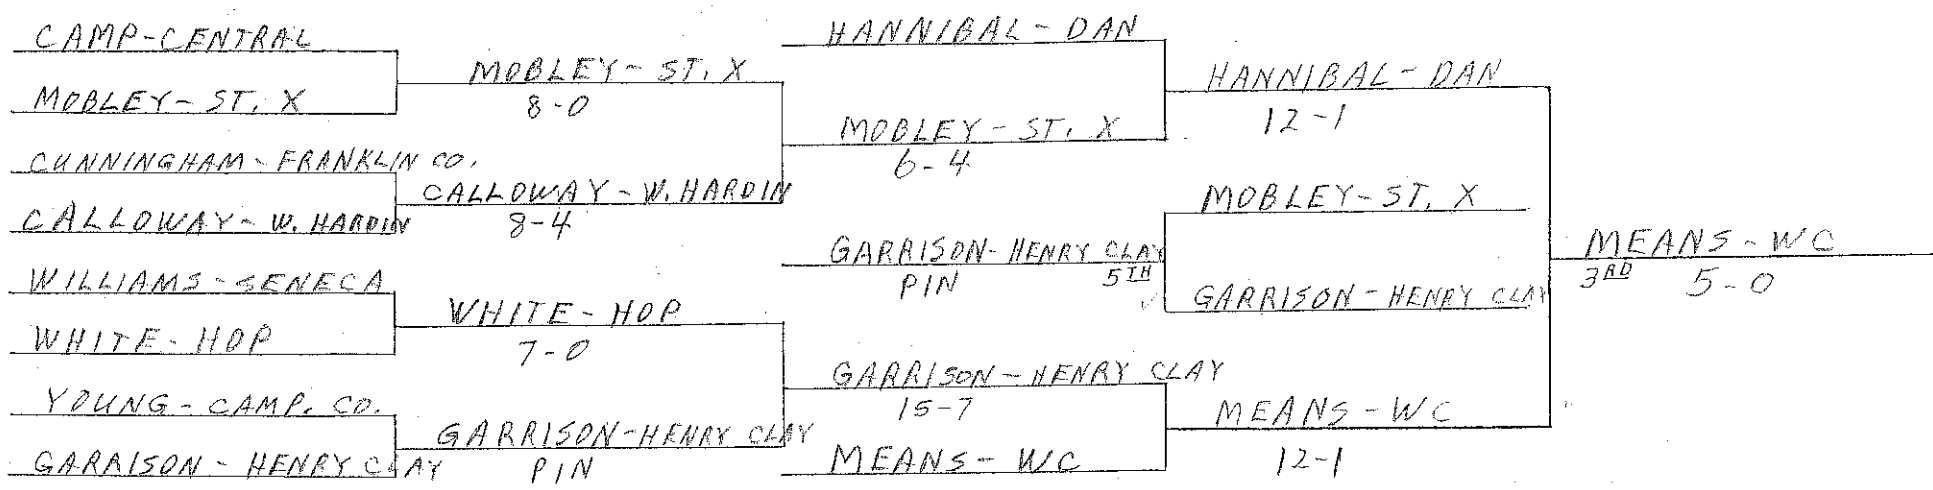 CAMP-CENTRAL
MOBLEY-ST. X
CUNNINGHAM-FRANKLIN CO.
CALLOWAY-W. HARDIN
WILLIAMS-SENECA
WHITE-HOP
YOUNG-CAMP. CO.
GARRISON-HENRY CLAY
MOBLEY-ST. X
8-0
CALLOWAY-W. HARDIN
8-4
WHITE-HOP
7-0
GARRISON-HENRY CLAY
PIN
HANNIBAL-DAN
MOBLEY-ST. X
6-4
GARRISON-HENRY CLAY
PIN 5TH
GARRISON-HENRY CLAY
15-7
MEANS-WC
HANNIBAL-DAN
12-1
MOBLEY-ST. X
GARRISON-HENRY CLAY
MEANS-WC
12-1
MEANS-WC
3RD 5-0